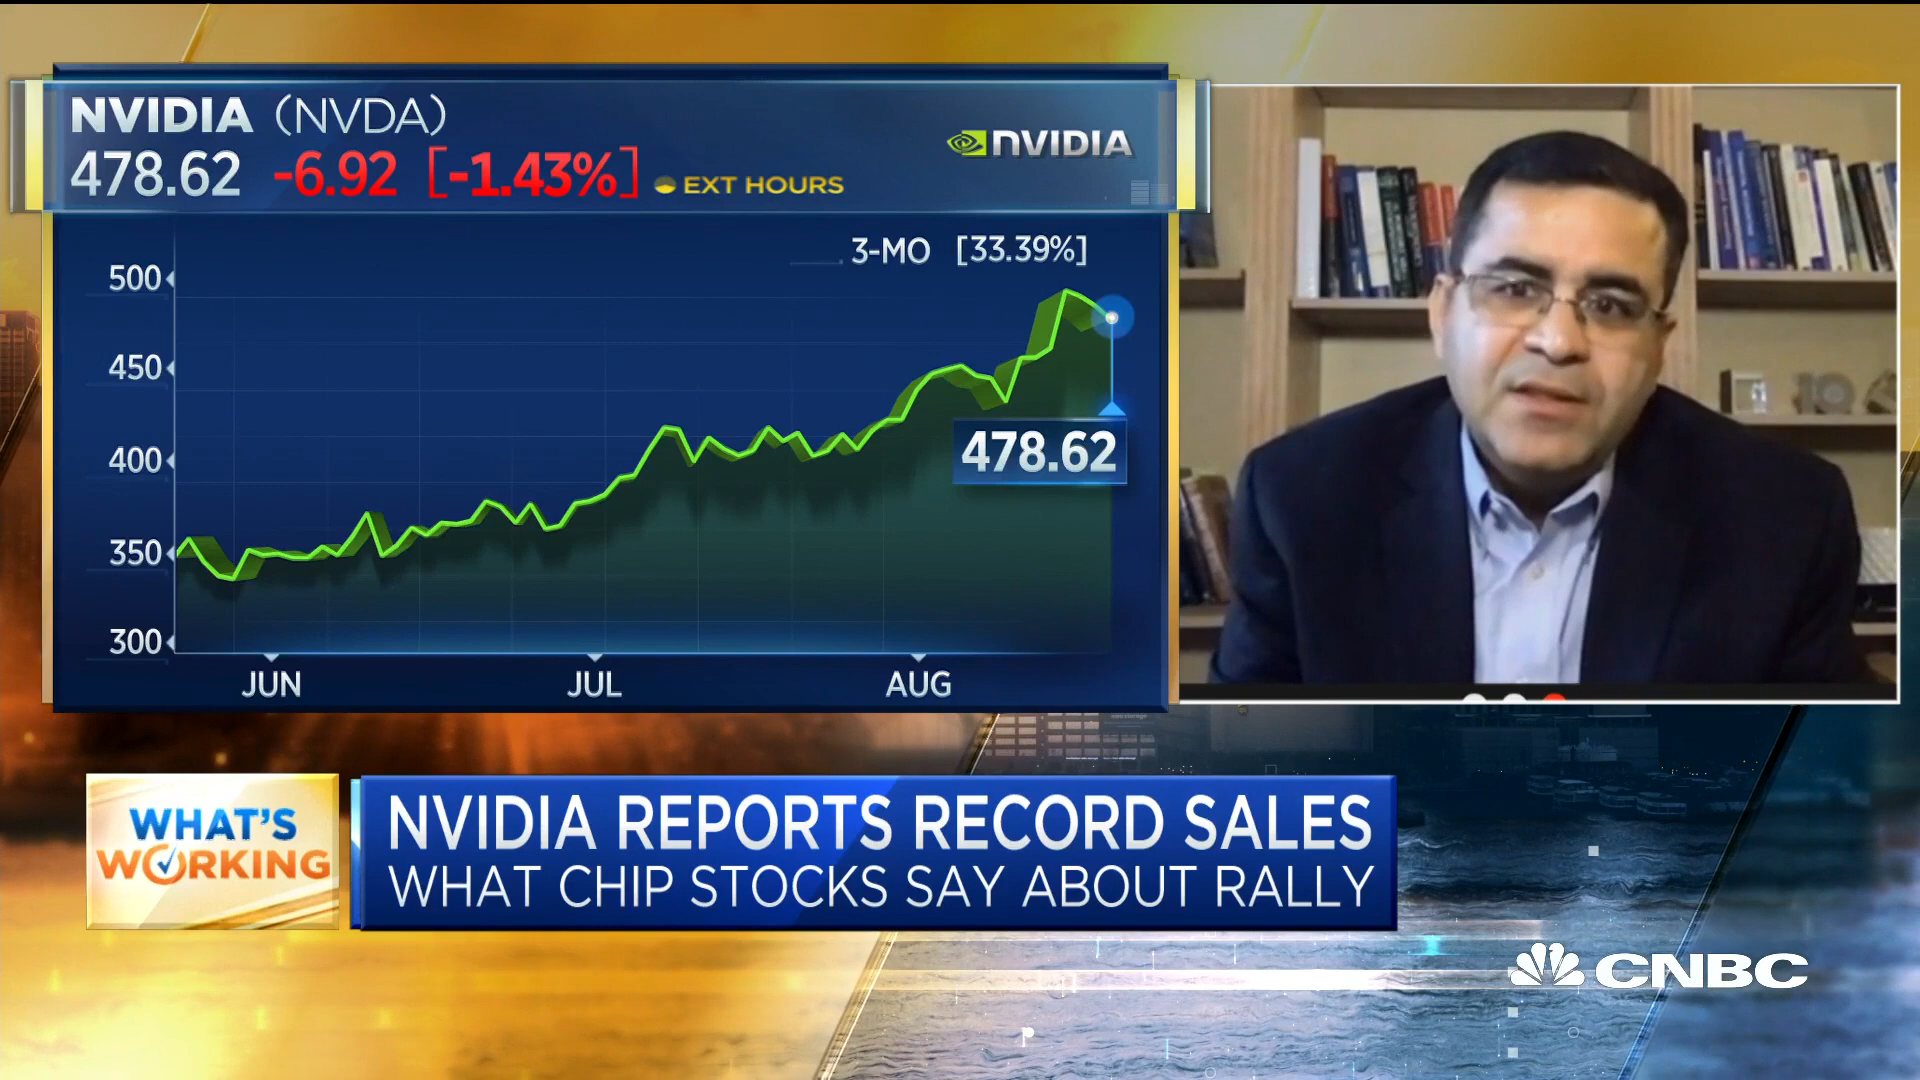 NVIDIA (NVDA)
478.62 -6.92 [-1.43%] EXT HOURS
NVIDIA
3-MO [33.39%]
500
450
400
350
300
478.62
JUN JUL AUG
WHAT'S
WORKING
NVIDIA REPORTS RECORD SALES
WHAT CHIP STOCKS SAY ABOUT RALLY
CNBC